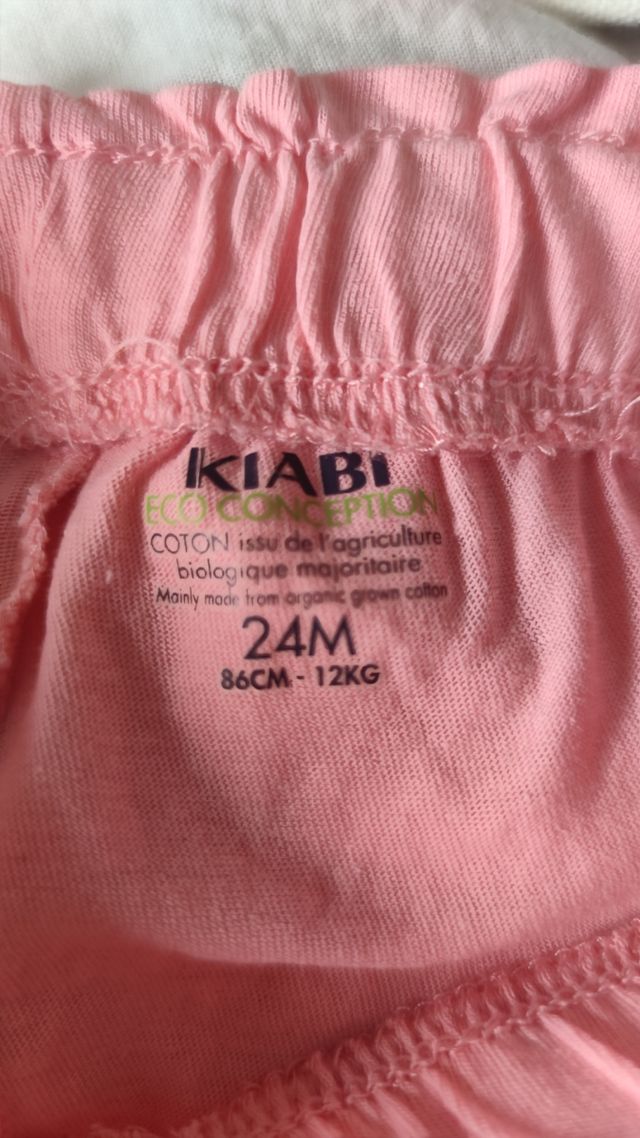 KIABI
ECO CONCEPTION
COTON issu de l'agriculture
biologique majoritaire
Mainly made from organic grown cotton
24M
86CM - 12KG